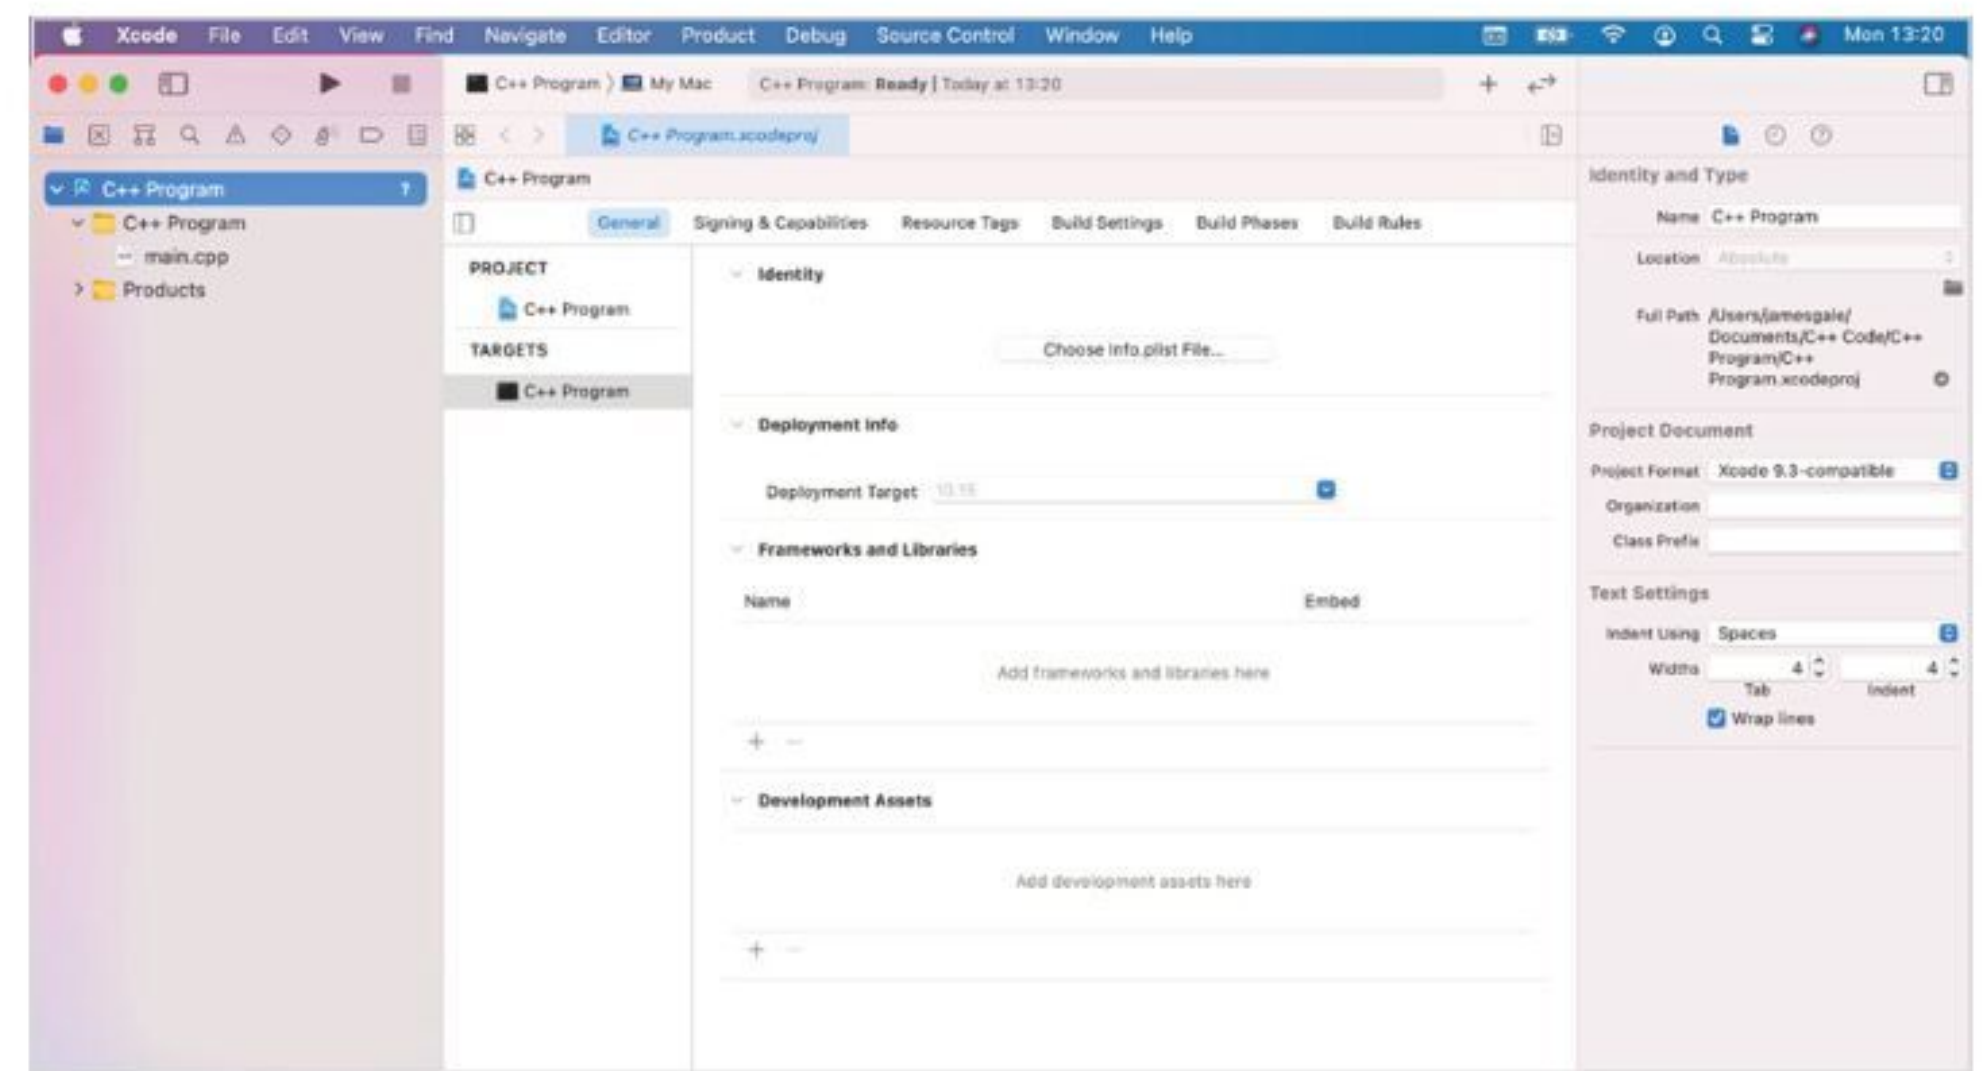 Xcode File Edit View Find Navigate Editor Product Debug Source Control Window Help Mon 13:20
C++ Program My Mac C++ Program: Ready | Today at 13:20
C++ Program.xcodeproj
C++ Program ?
C++ Program
main.cpp
Products
C++ Program
General Signing & Capabilities Resource Tags Build Settings Build Phases Build Rules
PROJECT
C++ Program
TARGETS
C++ Program
Identity
Choose Info.plist File...
Deployment Info
Deployment Target 10.15
Frameworks and Libraries
Name Embed
Add frameworks and libraries here
Development Assets
Add development assets here
Identity and Type
Name C++ Program
Location Absolute
Full Path /Users/jamesgale/
Documents/C++ Code/C++
Program/C++
Program.xcodeproj
Project Document
Project Format Xcode 9.3-compatible
Organization
Class Prefix
Text Settings
Indent Using Spaces
Widths 4 4
Tab Indent
Wrap lines